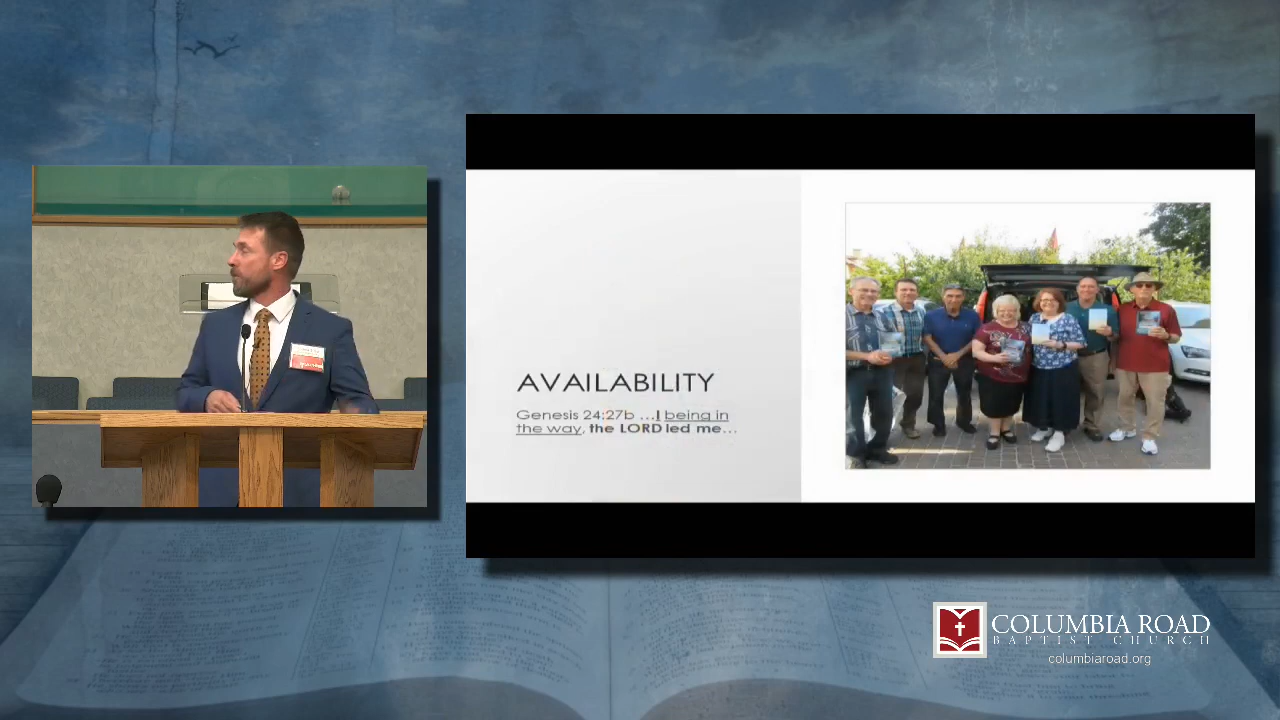 AVAILABILITY
Genesis 24:27b ...I being in
the way, the LORD led me...
COLUMBIA ROAD
BAPTIST CHURCH
columbiaroad.org